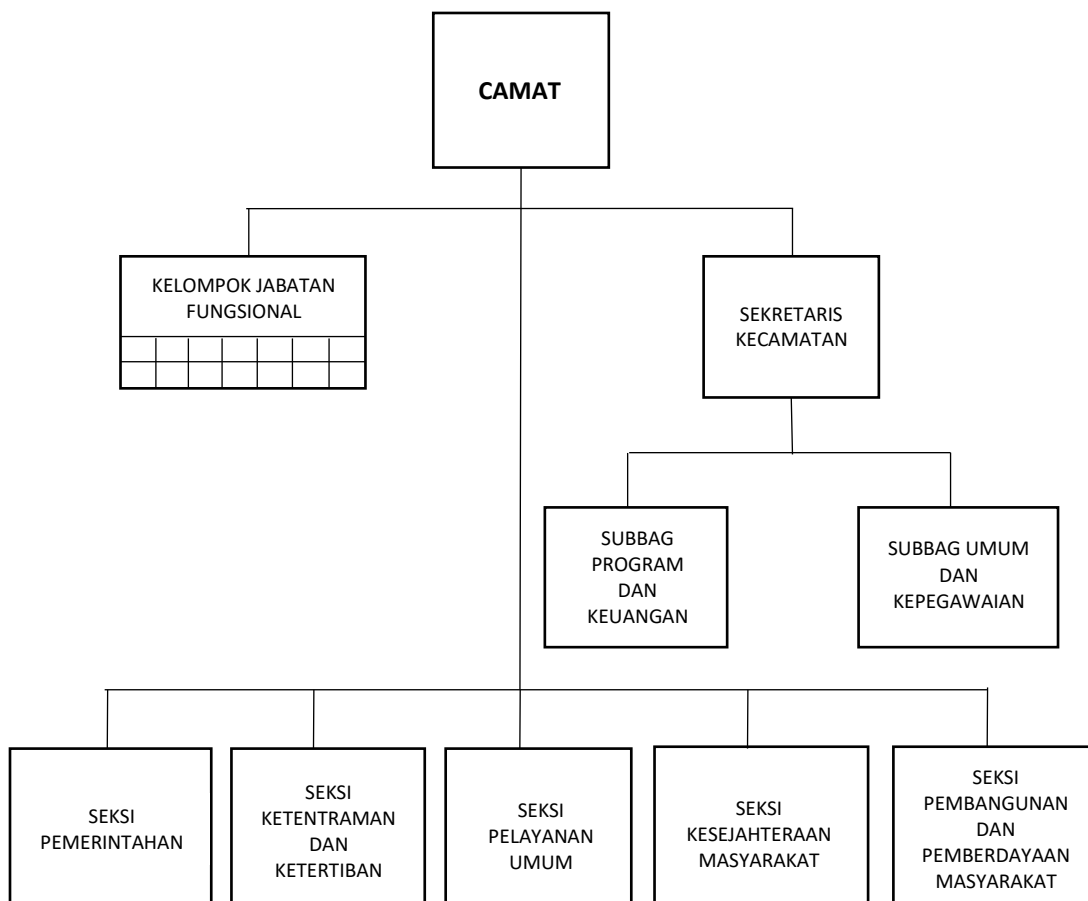 CAMAT
KELOMPOK JABATAN
FUNGSIONAL
SEKRETARIS
KECAMATAN
SUBBAG
PROGRAM
DAN
KEUANGAN
SUBBAG UMUM
DAN
KEPEGAWAIAN
SEKSI
PEMERINTAHAN
SEKSI
KETENTRAMAN
DAN
KETERTIBAN
SEKSI
PELAYANAN
UMUM
SEKSI
KESEJAHTERAAN
MASYARAKAT
SEKSI
PEMBANGUNAN
DAN
PEMBERDAYAAN
MASYARAKAT